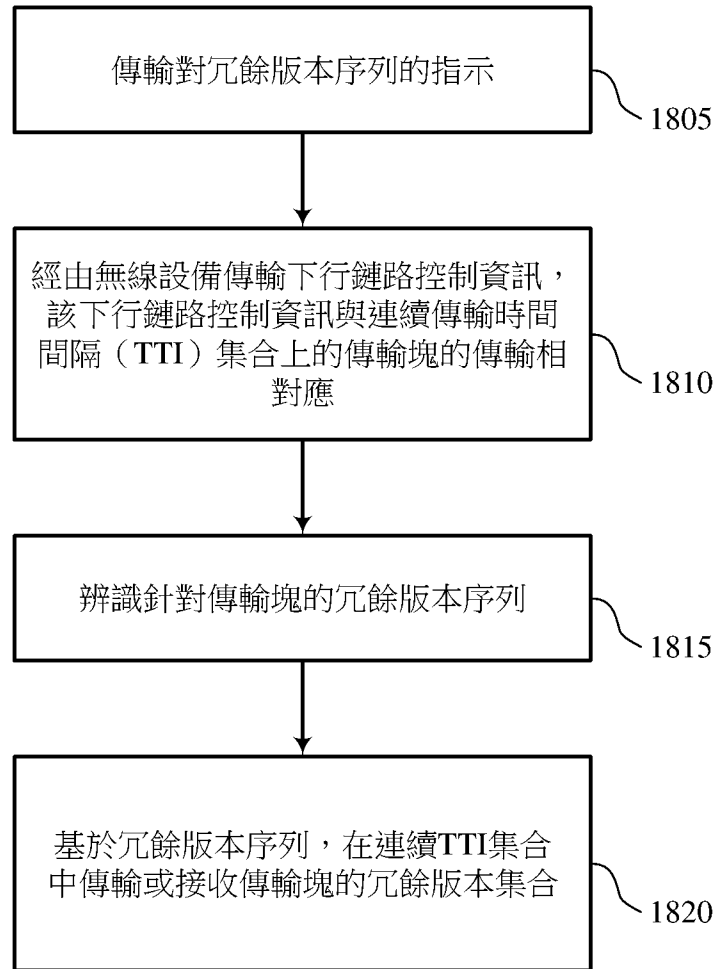 傳輸對冗餘版本序列的指示
1805
經由無線設備傳輸下行鏈路控制資訊，
該下行鏈路控制資訊與連續傳輸時間
間隔（TTI）集合上的傳輸塊的傳輸相
對應
1810
辨識針對傳輸塊的冗餘版本序列
1815
基於冗餘版本序列，在連續TTI集合
中傳輸或接收傳輸塊的冗餘版本集合
1820